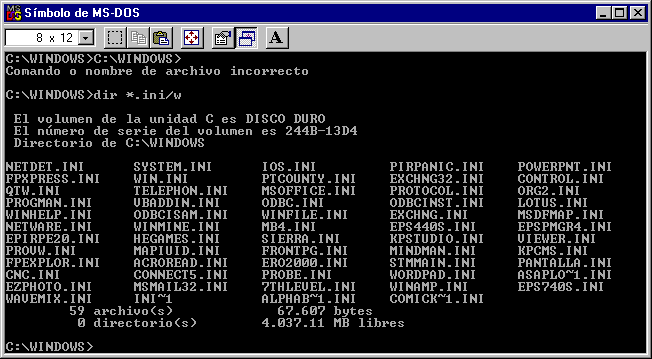 MS-DOS Símbolo de MS-DOS
8 x 12 A
C:\WINDOWS>C:\WINDOWS>
Comando o nombre de archivo incorrecto
C:\WINDOWS>dir *.ini/w
El volumen de la unidad C es DISCO DURO
El número de serie del volumen es 244B-13D4
Directorio de C:\WINDOWS
NETDET.INI SYSTEM.INI IOS.INI PIRPANIC.INI POWERPNT.INI
FPXPRESS.INI WIN.INI PTCOUNTY.INI EXCHNG32.INI CONTROL.INI
QTW.INI TELEPHON.INI MSOFFICE.INI PROTOCOL.INI ORG2.INI
PROGMAN.INI VBADDIN.INI ODBC.INI ODBCINST.INI LOTUS.INI
WINHELP.INI ODBCISAM.INI WINFILE.INI EXCHNG.INI MSDFMAP.INI
NETWARE.INI WINMINE.INI MB4.INI EPS440S.INI EPSPMGR4.INI
EPIRPE20.INI HEGAMES.INI SIERRA.INI KPSTUDIO.INI VIEWER.INI
PROVW.INI MAPIUID.INI FRONTPG.INI MINDMAN.INI KPCMS.INI
FPEXPLOR.INI ACROREAD.INI ERO2000.INI STMMAIN.INI PANTALLA.INI
CNC.INI CONNECT5.INI PROBE.INI WORDPAD.INI ASAPLO~1.INI
EZPHOTO.INI MSMAIL32.INI 7THLEVEL.INI WINAMP.INI EPS740S.INI
WAVEMIX.INI INI~1 ALPHAB~1.INI COMICK~1.INI
59 archivo(s) 67.607 bytes
0 directorio(s) 4.037.11 MB libres
C:\WINDOWS>